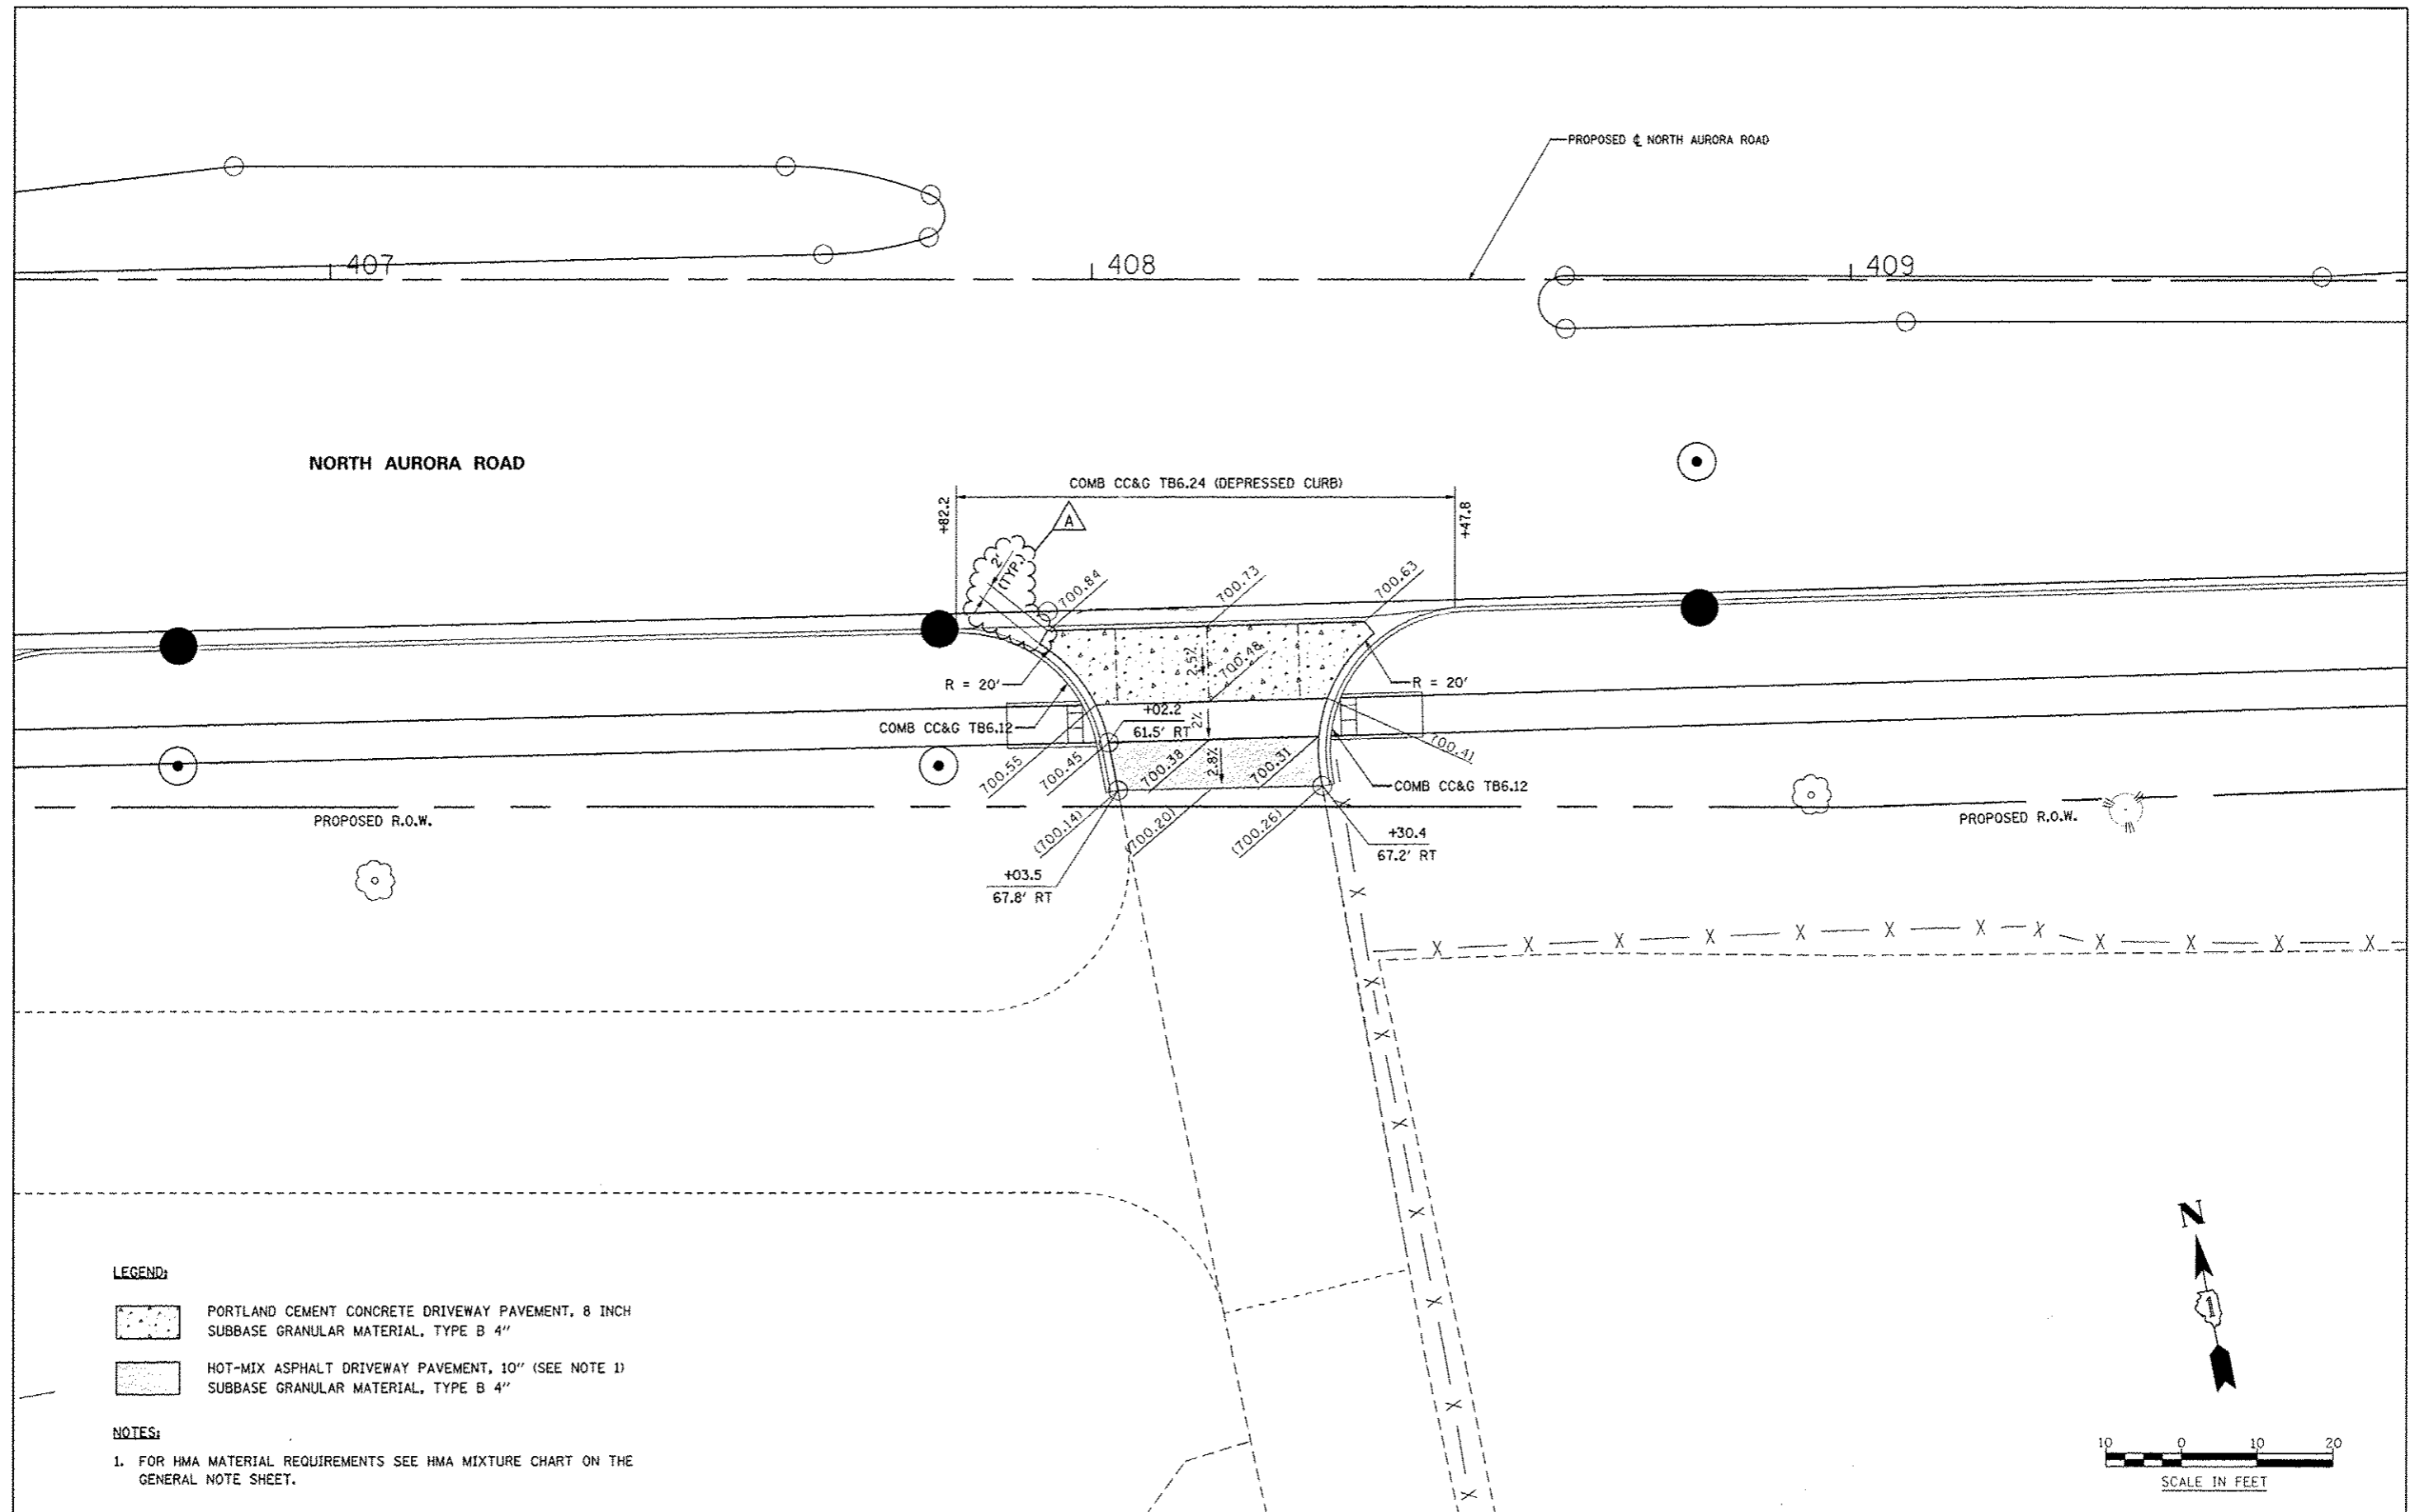 PROPOSED ℄ NORTH AURORA ROAD
407
408
409
NORTH AURORA ROAD
COMB CC&G TB6.24 (DEPRESSED CURB)
+82.2
+47.8
A
2'
(TYP.)
700.84
700.73
700.63
2.5%
700.48
R = 20'
R = 20'
COMB CC&G TB6.12
+02.2
61.5' RT
2%
700.55
700.45
700.38
2.8%
700.31
700.41
COMB CC&G TB6.12
PROPOSED R.O.W.
PROPOSED R.O.W.
(700.14)
(700.20)
(700.26)
+30.4
67.2' RT
+03.5
67.8' RT
X X X X X X X X X X X
X
X
X
X
X
X
X
X
X
LEGEND:
PORTLAND CEMENT CONCRETE DRIVEWAY PAVEMENT, 8 INCH
SUBBASE GRANULAR MATERIAL, TYPE B 4"
HOT-MIX ASPHALT DRIVEWAY PAVEMENT, 10" (SEE NOTE 1)
SUBBASE GRANULAR MATERIAL, TYPE B 4"
NOTES:
1. FOR HMA MATERIAL REQUIREMENTS SEE HMA MIXTURE CHART ON THE
GENERAL NOTE SHEET.
N
1
10 0 10 20
SCALE IN FEET